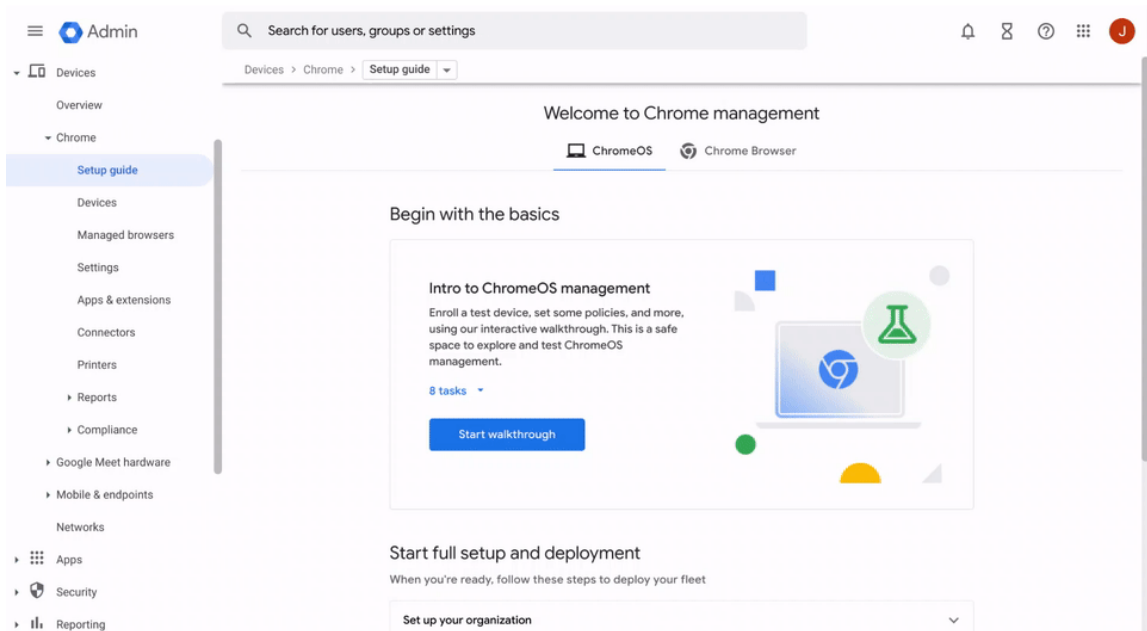 Admin
Search for users, groups or settings
J
Devices
Overview
Chrome
Setup guide
Devices
Managed browsers
Settings
Apps & extensions
Connectors
Printers
Reports
Compliance
Google Meet hardware
Mobile & endpoints
Networks
Apps
Security
Reporting
Devices > Chrome > Setup guide
Welcome to Chrome management
ChromeOS Chrome Browser
Begin with the basics
Intro to ChromeOS management
Enroll a test device, set some policies, and more,
using our interactive walkthrough. This is a safe
space to explore and test ChromeOS
management.
8 tasks
Start walkthrough
Start full setup and deployment
When you're ready, follow these steps to deploy your fleet
Set up your organization